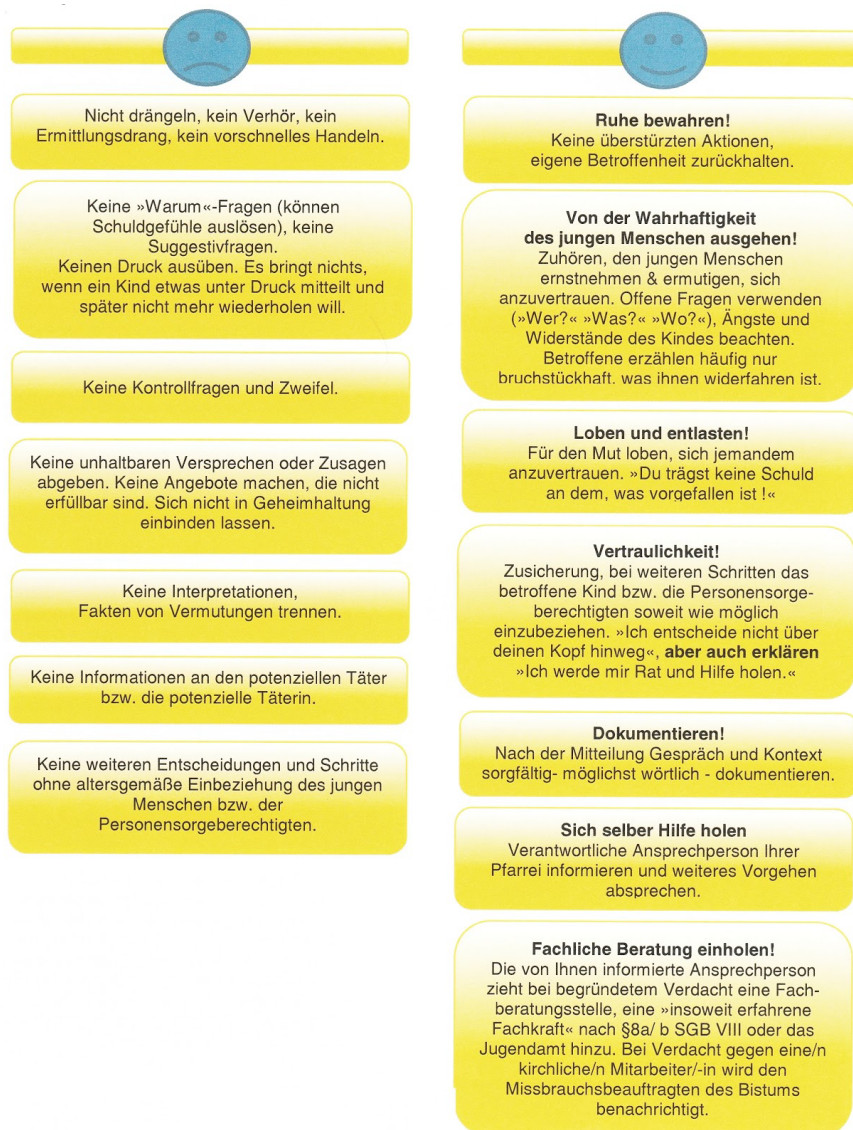 Nicht drängeln, kein Verhör, kein
Ermittlungsdrang, kein vorschnelles Handeln.
Keine »Warum«-Fragen (können
Schuldgefühle auslösen), keine
Suggestivfragen.
Keinen Druck ausüben. Es bringt nichts,
wenn ein Kind etwas unter Druck mitteilt und
später nicht mehr wiederholen will.
Keine Kontrollfragen und Zweifel.
Keine unhaltbaren Versprechen oder Zusagen
abgeben. Keine Angebote machen, die nicht
erfüllbar sind. Sich nicht in Geheimhaltung
einbinden lassen.
Keine Interpretationen,
Fakten von Vermutungen trennen.
Keine Informationen an den potenziellen Täter
bzw. die potenzielle Täterin.
Keine weiteren Entscheidungen und Schritte
ohne altersgemäße Einbeziehung des jungen
Menschen bzw. der
Personensorgeberechtigten.
Ruhe bewahren!
Keine überstürzten Aktionen,
eigene Betroffenheit zurückhalten.
Von der Wahrhaftigkeit
des jungen Menschen ausgehen!
Zuhören, den jungen Menschen
ernstnehmen & ermutigen, sich
anzuvertrauen. Offene Fragen verwenden
(»Wer?« »Was?« »Wo?«), Ängste und
Widerstände des Kindes beachten.
Betroffene erzählen häufig nur
bruchstückhaft. was ihnen widerfahren ist.
Loben und entlasten!
Für den Mut loben, sich jemandem
anzuvertrauen. »Du trägst keine Schuld
an dem, was vorgefallen ist !«
Vertraulichkeit!
Zusicherung, bei weiteren Schritten das
betroffene Kind bzw. die Personensorge-
berechtigten soweit wie möglich
einzubeziehen. »Ich entscheide nicht über
deinen Kopf hinweg«, aber auch erklären
»Ich werde mir Rat und Hilfe holen.«
Dokumentieren!
Nach der Mitteilung Gespräch und Kontext
sorgfältig- möglichst wörtlich - dokumentieren.
Sich selber Hilfe holen
Verantwortliche Ansprechperson Ihrer
Pfarrei informieren und weiteres Vorgehen
absprechen.
Fachliche Beratung einholen!
Die von Ihnen informierte Ansprechperson
zieht bei begründetem Verdacht eine Fach-
beratungsstelle, eine »insoweit erfahrene
Fachkraft« nach §8a/ b SGB VIII oder das
Jugendamt hinzu. Bei Verdacht gegen eine/n
kirchliche/n Mitarbeiter/-in wird den
Missbrauchsbeauftragten des Bistums
benachrichtigt.